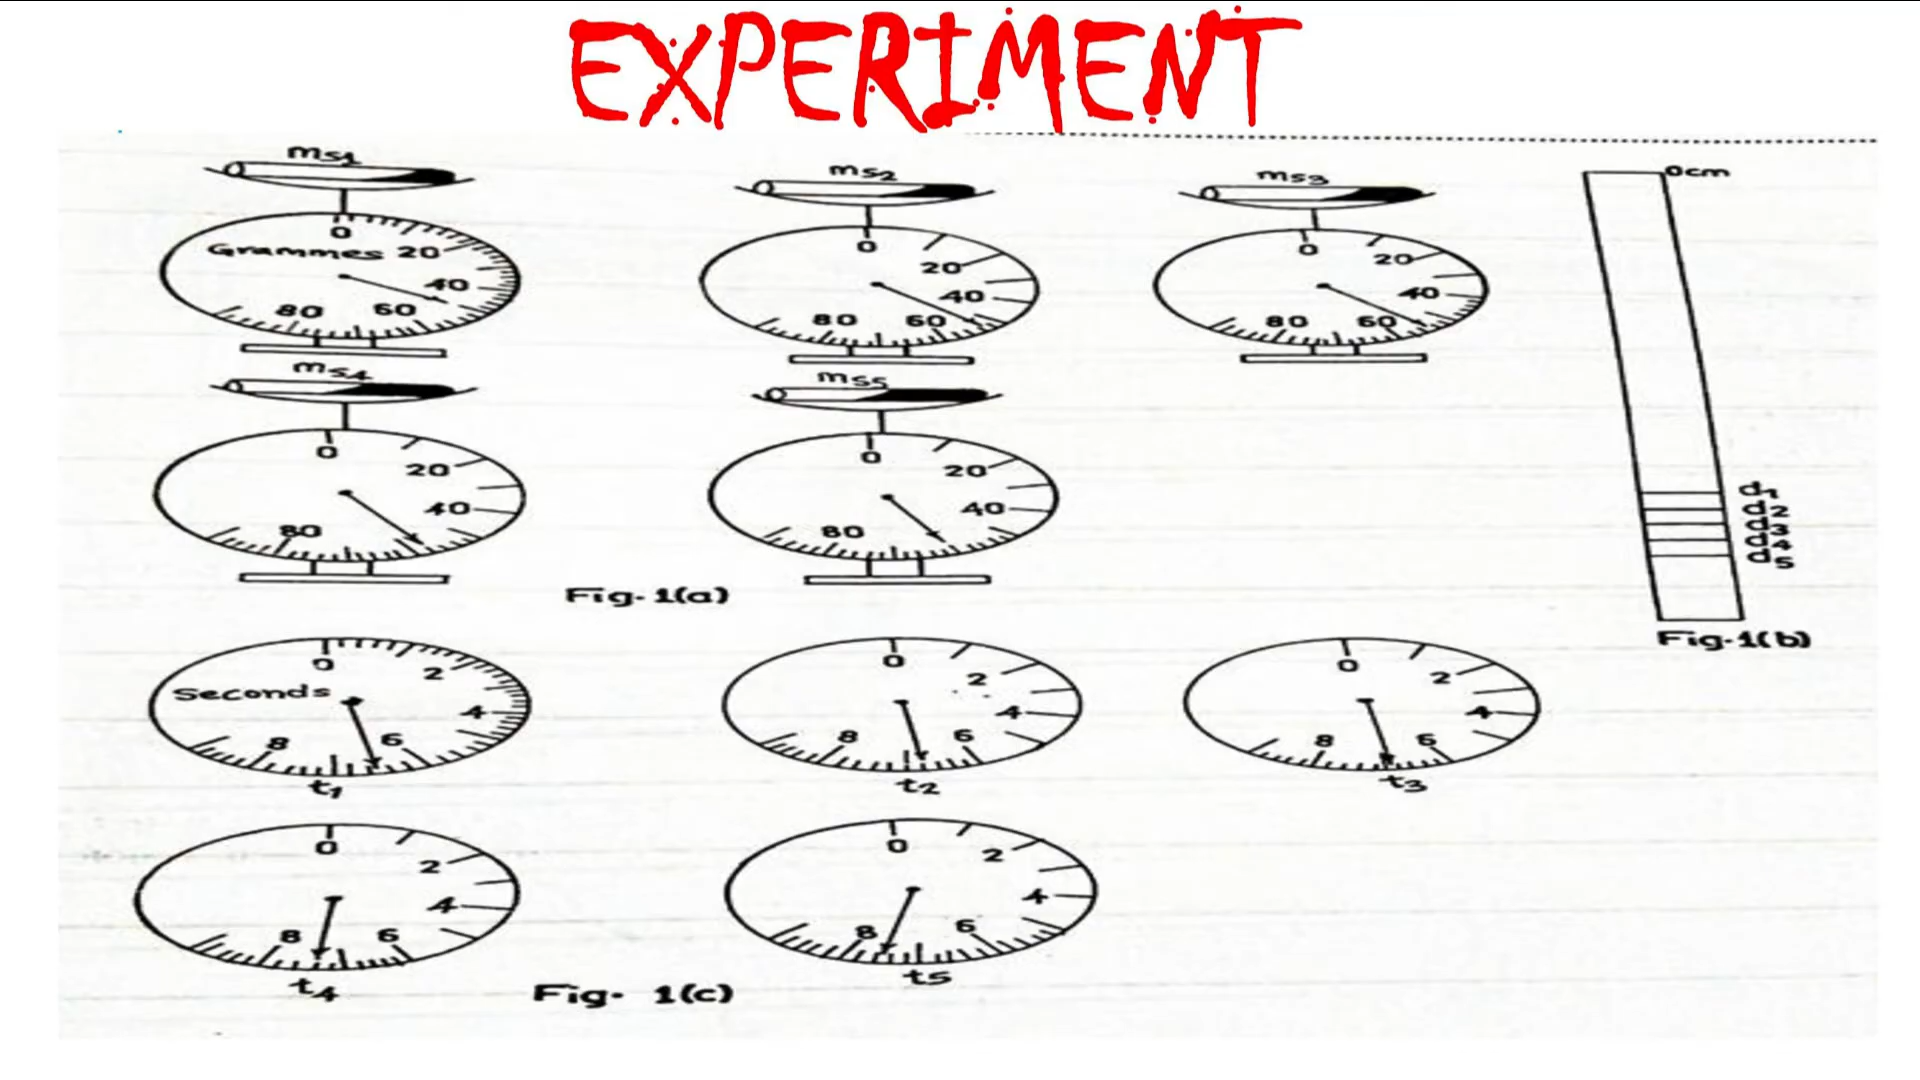 EXPERIMENT
ms1
0
Grammes 20
40
80 60
ms2
0
20
40
80 60
ms3
0
20
40
80 60
0cm
ms4
0
20
40
80
ms5
0
20
40
80
d1
d2
d3
d4
d5
Fig. 1(a)
Fig.1(b)
0
2
Seconds
4
8 6
t1
0
2
4
8 6
t2
0
2
4
8 6
t3
0
2
4
8 6
t4
0
2
4
8 6
t5
Fig. 1(c)